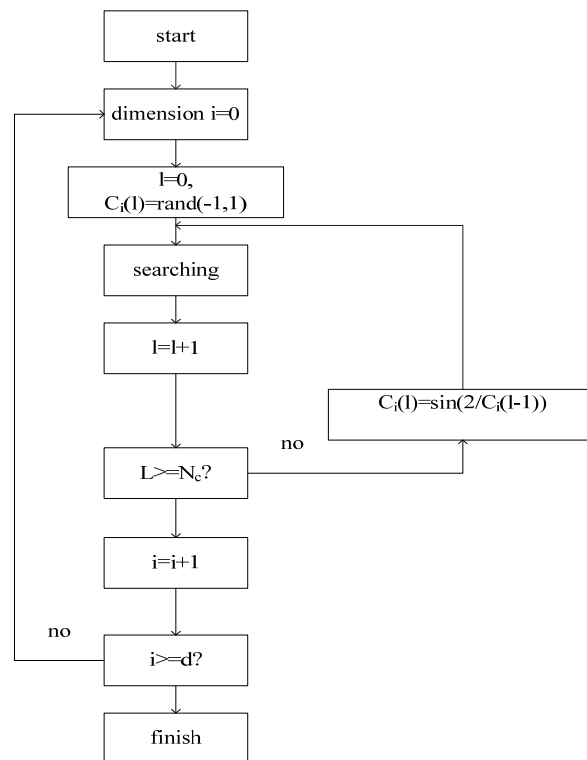 start
dimension i=0
l=0,
Cᵢ(l)=rand(-1,1)
searching
l=l+1
Cᵢ(l)=sin(2/Cᵢ(l-1))
no
L>=N꜀?
i=i+1
no
i>=d?
finish